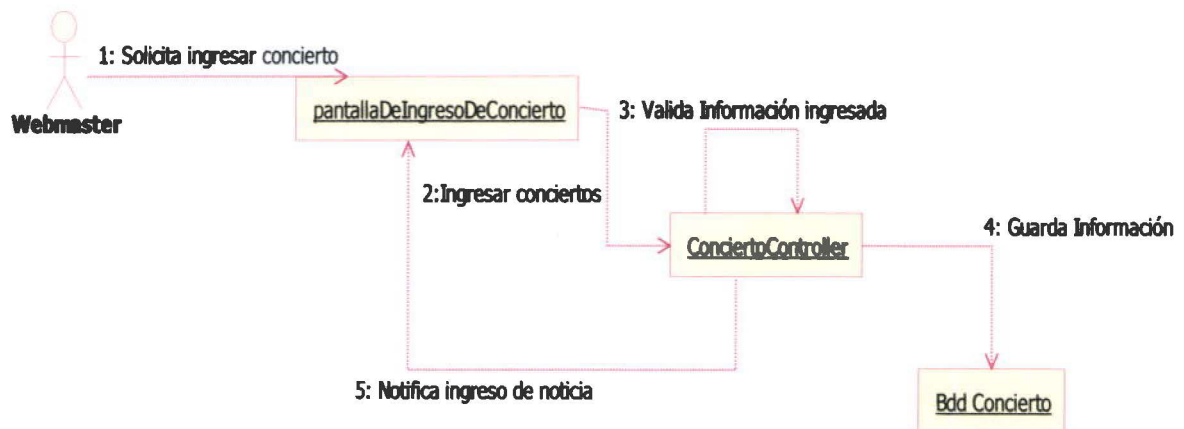 1: Solicita ingresar concierto
Webmaster
pantallaDeIngresoDeConcierto
3: Valida Información ingresada
2:Ingresar conciertos
ConciertoController
4: Guarda Información
5: Notifica ingreso de noticia
Bdd Concierto